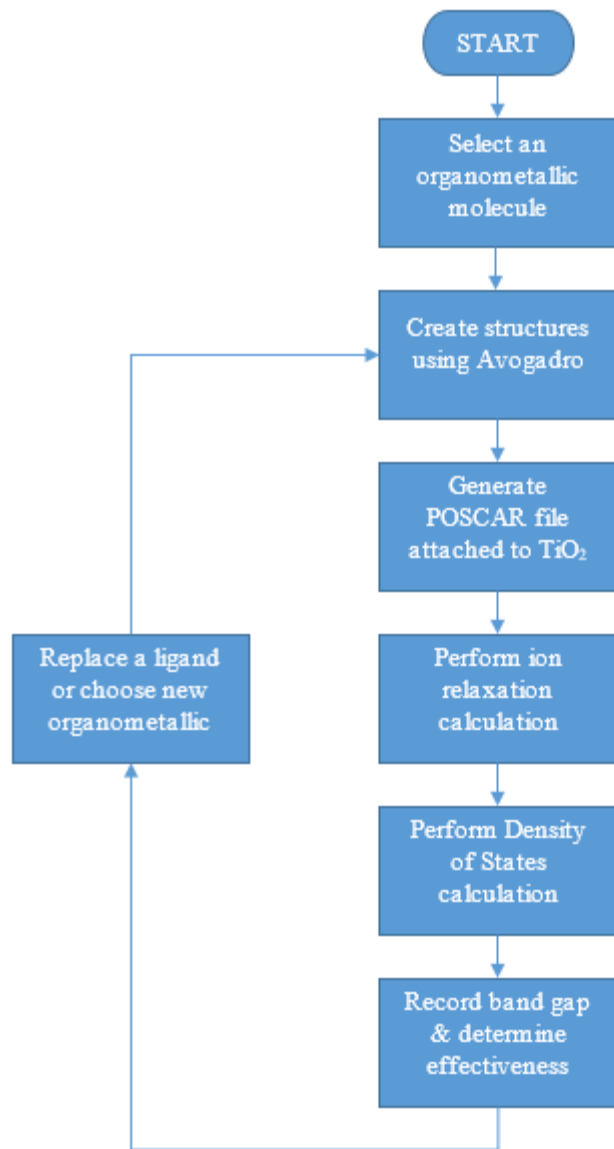 START
Select an
organometallic
molecule
Create structures
using Avogadro
Generate
POSCAR file
attached to TiO₂
Perform ion
relaxation
calculation
Replace a ligand
or choose new
organometallic
Perform Density
of States
calculation
Record band gap
& determine
effectiveness